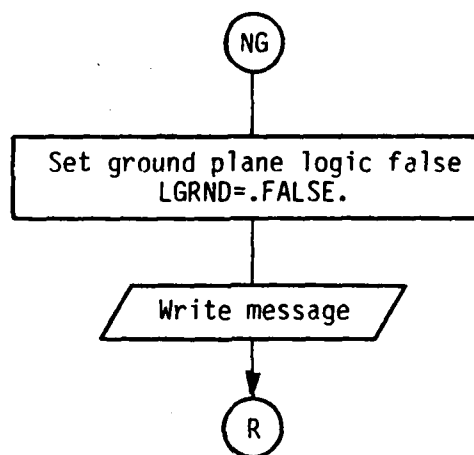 NG
Set ground plane logic false
LGRND=.FALSE.
Write message
R